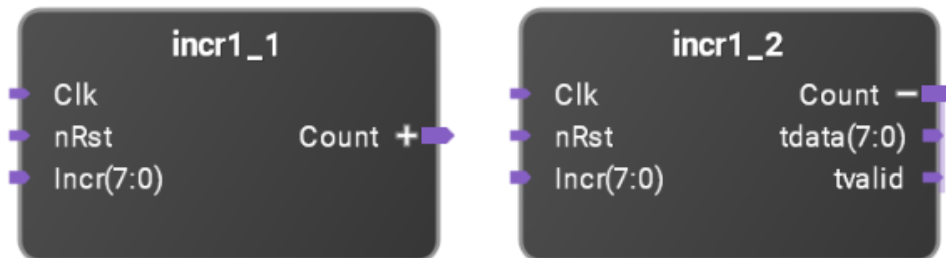 incr1_1
Clk
nRst
Count +
Incr(7:0)
incr1_2
Clk
Count −
nRst
tdata(7:0)
Incr(7:0)
tvalid